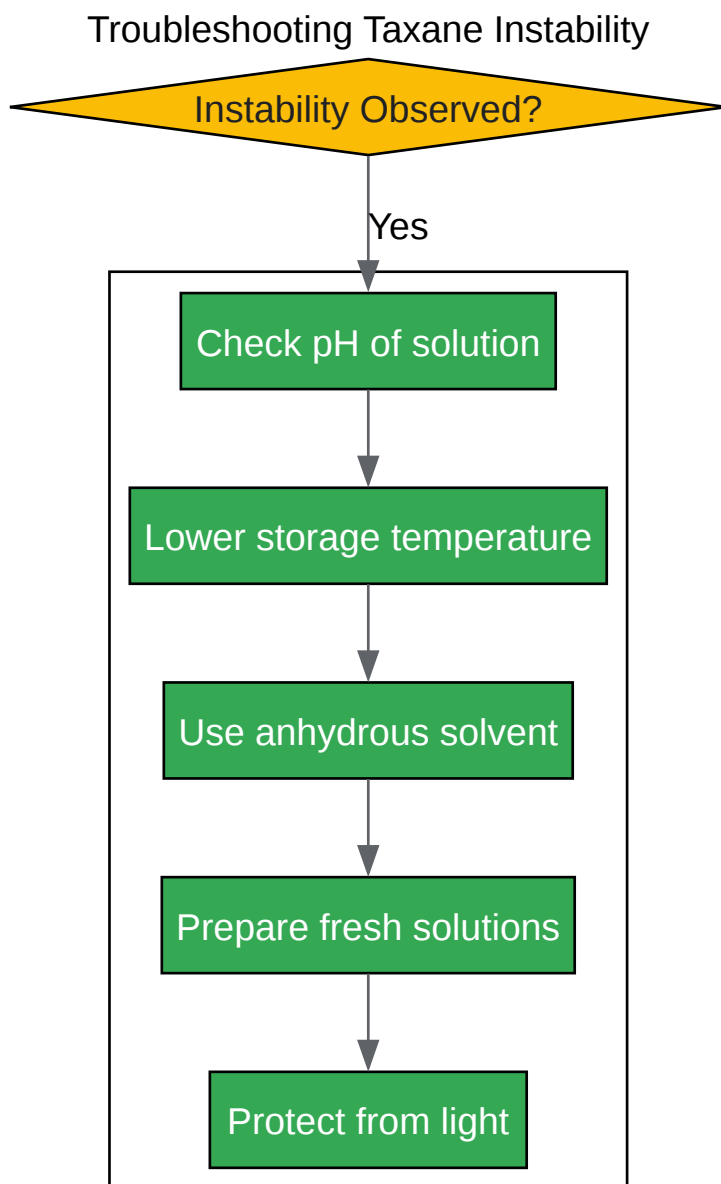 Troubleshooting Taxane Instability
Instability Observed?
Yes
Check pH of solution
Lower storage temperature
Use anhydrous solvent
Prepare fresh solutions
Protect from light